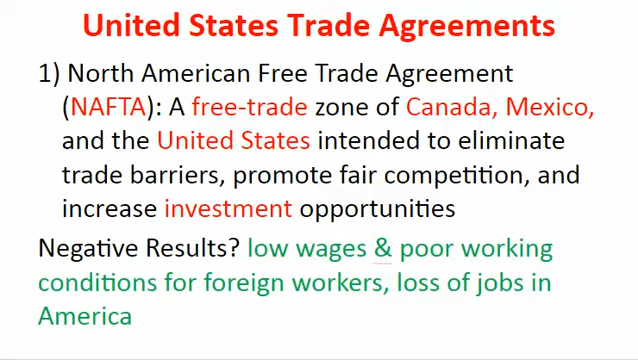 United States Trade Agreements
1) North American Free Trade Agreement
(NAFTA): A free-trade zone of Canada, Mexico,
and the United States intended to eliminate
trade barriers, promote fair competition, and
increase investment opportunities
Negative Results? low wages & poor working
conditions for foreign workers, loss of jobs in
America